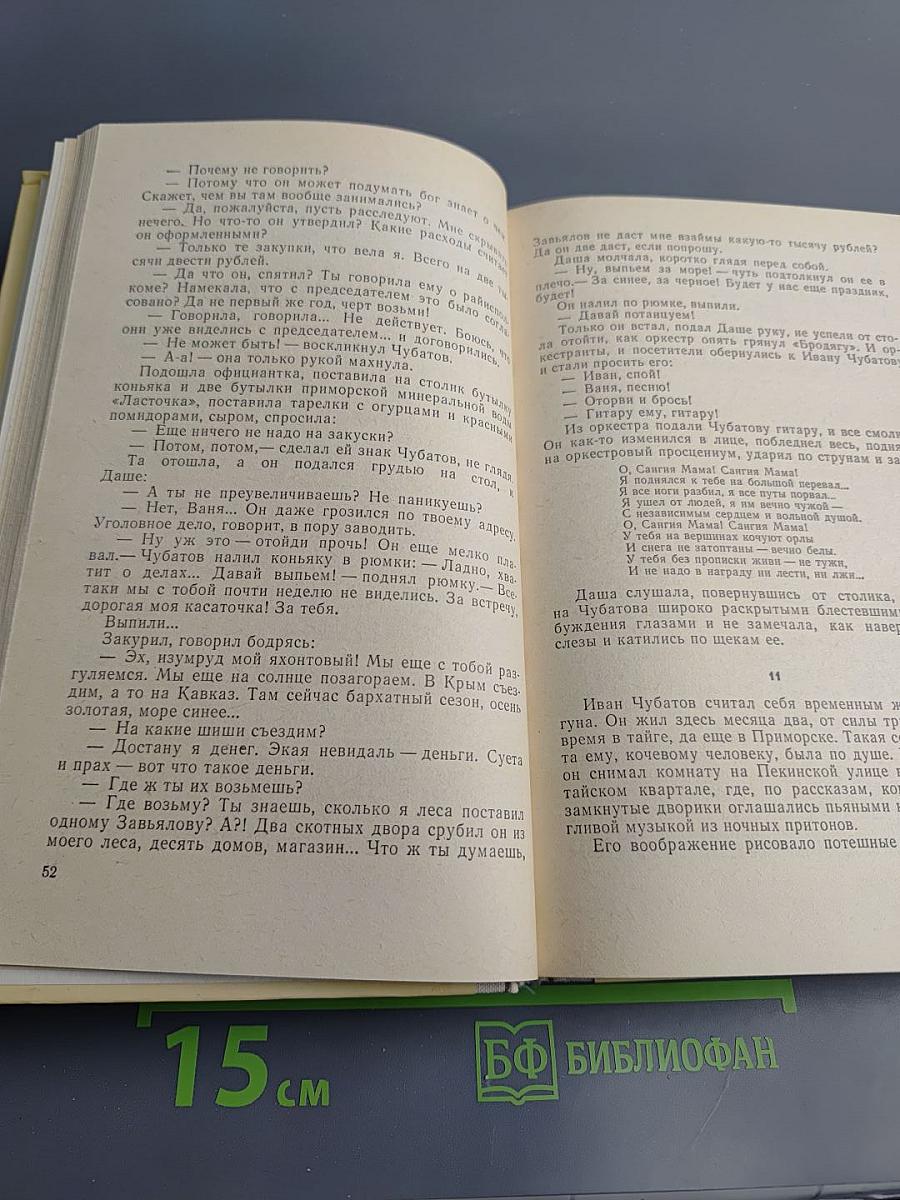 — Почему не говорить?
— Потому что он может подумать бог знает о чем.
Скажет, чем вы там вообще занимались?
— Да, пожалуйста, пусть расследуют. Мне скрывать
нечего. Но что-то он утвердил? Какие расходы считает
он оформленными?
— Только те закупки, что вела я. Всего на две ты-
сячи двести рублей.
— Да что он, спятил? Ты говорила ему о райиспол-
коме? Намекала, что с председателем это было согла-
совано? Да не первый же год, черт возьми!
— Говорила, говорила... Не действует. Боюсь, что
они уже виделись с председателем... и договорились.
— Не может быть! — воскликнул Чубатов.
— А-а! — она только рукой махнула.
Подошла официантка, поставила на столик бутылку
коньяка и две бутылки приморской минеральной воды
«Ласточка», поставила тарелки с огурцами и красными
помидорами, сыром, спросила:
— Еще ничего не надо на закуски?
— Потом, потом,— сделал ей знак Чубатов, не глядя.
Та отошла, а он подался грудью на стол, к
Даше:
— А ты не преувеличиваешь? Не паникуешь?
— Нет, Ваня... Он даже грозился по твоему адресу.
Уголовное дело, говорит, в пору заводить.
— Ну уж это — отойди прочь! Он еще мелко пла-
вал.— Чубатов налил коньяку в рюмки: — Ладно, хва-
тит о делах... Давай выпьем! — поднял рюмку.— Все-
таки мы с тобой почти неделю не виделись. За встречу,
дорогая моя касаточка! За тебя.
Выпили...
Закурил, говорил бодрясь:
— Эх, изумруд мой яхонтовый! Мы еще с тобой раз-
гуляемся. Мы еще на солнце позагораем. В Крым съез-
дим, а то на Кавказ. Там сейчас бархатный сезон, осень
золотая, море синее...
— На какие шиши съездим?
— Достану я денег. Экая невидаль — деньги. Суета
и прах — вот что такое деньги.
— Где ж ты их возьмешь?
— Где возьму? Ты знаешь, сколько я леса поставил
одному Завьялову? А?! Два скотных двора срубил он из
моего леса, десять домов, магазин... Что ж ты думаешь,
52
Завьялов не даст мне взаймы какую-то тысячу рублей?
Да он две даст, если попрошу.
Даша молчала, коротко глядя перед собой.
— Ну, выпьем за море! — чуть подтолкнул он ее в
плечо.— За синее, за черное! Будет у нас еще праздник,
будет!
Он налил по рюмке, выпили.
— Давай потанцуем!
Только он встал, подал Даше руку, не успели от сто-
ла отойти, как оркестр опять грянул «Бродягу». И ор-
кестранты, и посетители обернулись к Ивану Чубатову
и стали просить его:
— Иван, спой!
— Ваня, песню!
— Оторви и брось!
— Гитару ему, гитару!
Из оркестра подали Чубатову гитару, и все смолк
Он как-то изменился в лице, побледнел весь, поднял
на оркестровый просцениум, ударил по струнам и за
О, Сангия Мама! Сангия Мама!
Я поднялся к тебе на большой перевал...
Я все ноги разбил, я все путы порвал...
Я ушел от людей, я им вечно чужой —
С независимым сердцем и вольной душой.
О, Сангия Мама! Сангия Мама!
У тебя на вершинах кочуют орлы
И снега не затоптаны — вечно белы.
У тебя без прописки живи — не тужи,
И не надо в награду ни лести, ни лжи...
Даша слушала, повернувшись от столика,
на Чубатова широко раскрытыми блестевшими
буждения глазами и не замечала, как навер
слезы и катились по щекам ее.
11
Иван Чубатов считал себя временным ж
гуна. Он жил здесь месяца два, от силы тр
время в тайге, да еще в Приморске. Такая
та ему, кочевому человеку, была по душе.
он снимал комнату на Пекинской улице
тайском квартале, где, по рассказам, ко
замкнутые дворики оглашались пьяными
гливой музыкой из ночных притонов.
Его воображение рисовало потешные
15 см
БФ БИБЛИОФАН